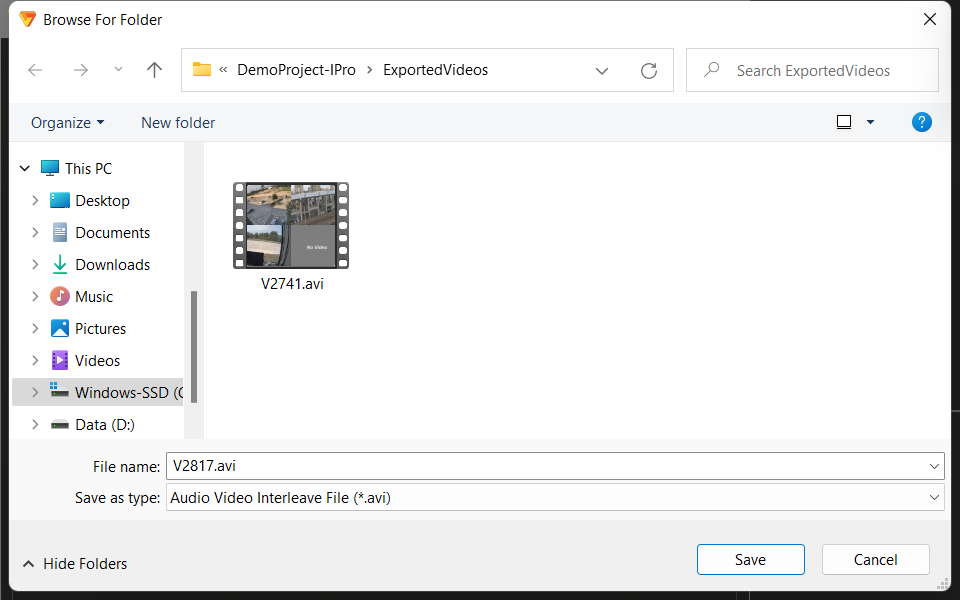 Browse For Folder
« DemoProject-IPro > ExportedVideos
Search ExportedVideos
Organize
New folder
?
This PC
Desktop
Documents
Downloads
Music
Pictures
Videos
Windows-SSD (C
Data (D:)
No Video
V2741.avi
File name: V2817.avi
Save as type: Audio Video Interleave File (*.avi)
Hide Folders
Save
Cancel